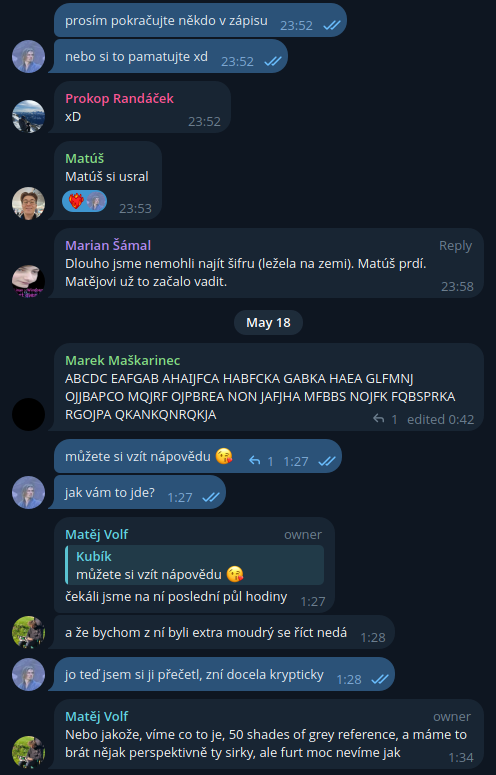 prosím pokračujte někdo v zápisu 23:52
nebo si to pamatujte xd 23:52
Prokop Randáček
xD
23:52
Matúš
Matúš si usral
23:53
Marian Šámal Reply
Dlouho jsme nemohli najít šifru (ležela na zemi). Matúš prdí.
Matějovi už to začalo vadit.
23:58
May 18
Marek Maškarinec
ABCDC EAFGAB AHAIJFCA HABFCKA GABKA HAEA GLFMNJ
OJJBAPCO MQJRF OJPBREA NON JAFJHA MFBBS NOJFK FQBSPRKA
RGOJPA QKANKQNRQKJA
1 edited 0:42
můžete si vzít nápovědu 😘 1 1:27
jak vám to jde? 1:27
Matěj Volf owner
Kubík
můžete si vzít nápovědu 😘
čekáli jsme na ní poslední půl hodiny 1:27
a že bychom z ní byli extra moudrý se říct nedá 1:28
jo teď jsem si ji přečetl, zní docela krypticky 1:28
Matěj Volf owner
Nebo jakože, víme co to je, 50 shades of grey reference, a máme to
brát nějak perspektivně ty sirky, ale furt moc nevíme jak 1:34